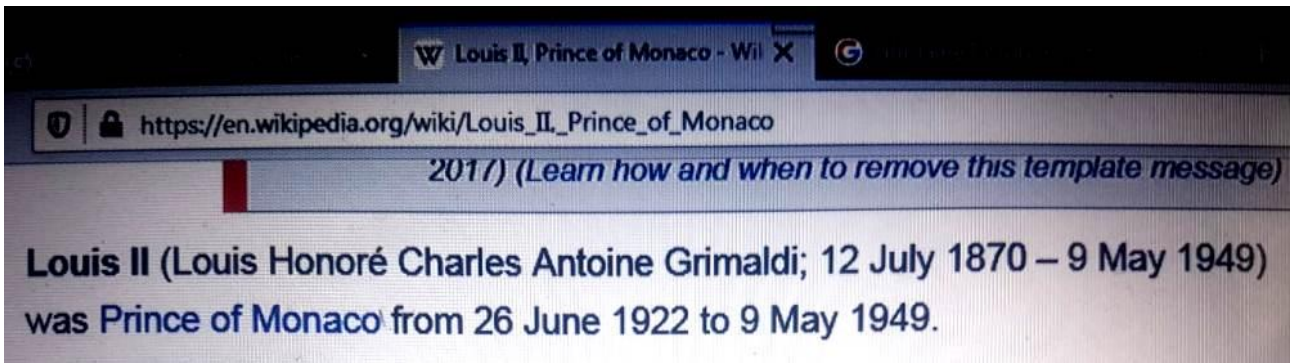 W Louis II, Prince of Monaco - Wil X G
https://en.wikipedia.org/wiki/Louis_II,_Prince_of_Monaco
2017) (Learn how and when to remove this template message)
Louis II (Louis Honoré Charles Antoine Grimaldi; 12 July 1870 – 9 May 1949)
was Prince of Monaco from 26 June 1922 to 9 May 1949.